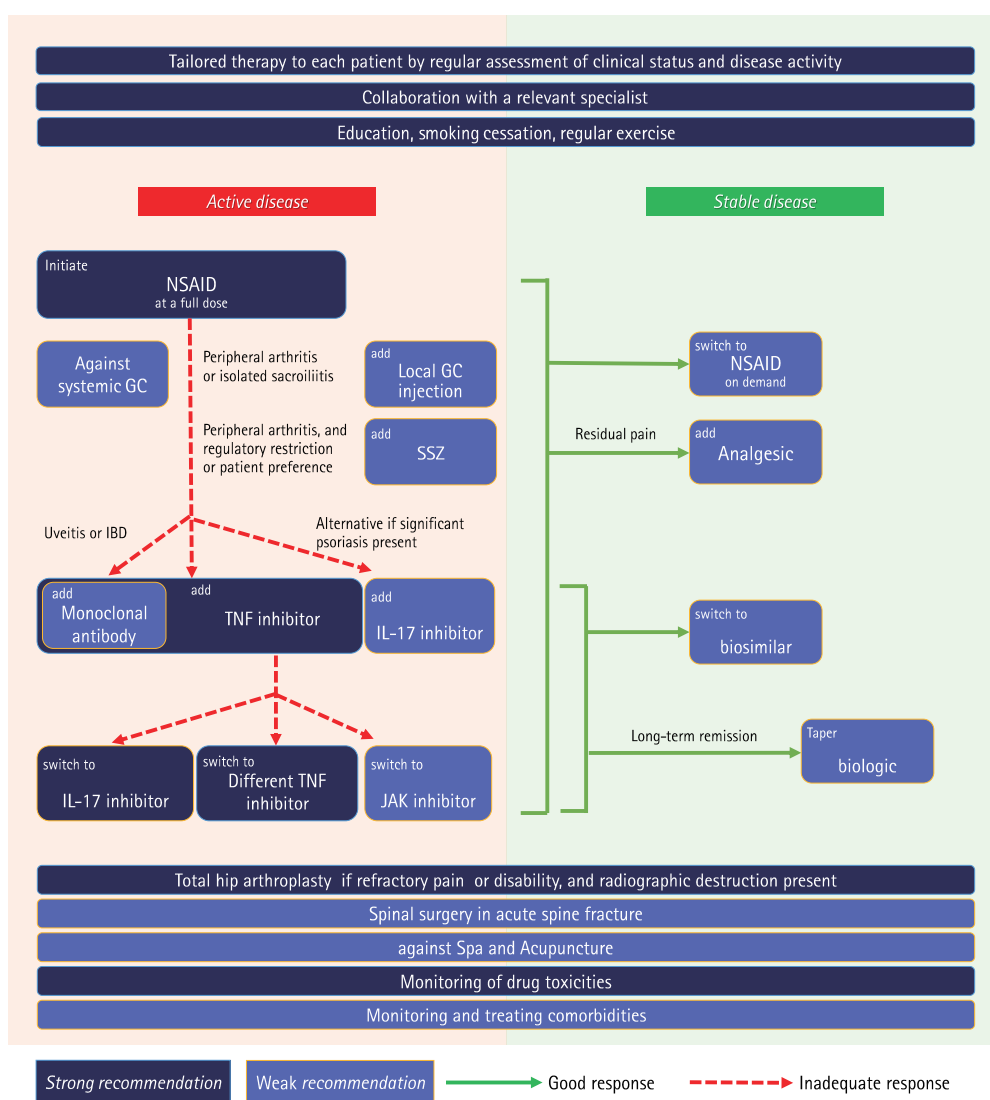 Tailored therapy to each patient by regular assessment of clinical status and disease activity
Collaboration with a relevant specialist
Education, smoking cessation, regular exercise
Active disease
Stable disease
Initiate
NSAID
at a full dose
Against
systemic GC
Peripheral arthritis
or isolated sacroiliitis
add
Local GC
injection
Peripheral arthritis, and
regulatory restriction
or patient preference
add
SSZ
switch to
NSAID
on demand
Residual pain
add
Analgesic
Uveitis or IBD
Alternative if significant
psoriasis present
add
Monoclonal
antibody
add
TNF inhibitor
add
IL-17 inhibitor
switch to
biosimilar
Long-term remission
Taper
biologic
switch to
IL-17 inhibitor
switch to
Different TNF
inhibitor
switch to
JAK inhibitor
Total hip arthroplasty if refractory pain or disability, and radiographic destruction present
Spinal surgery in acute spine fracture
against Spa and Acupuncture
Monitoring of drug toxicities
Monitoring and treating comorbidities
Strong recommendation
Weak recommendation
Good response
Inadequate response